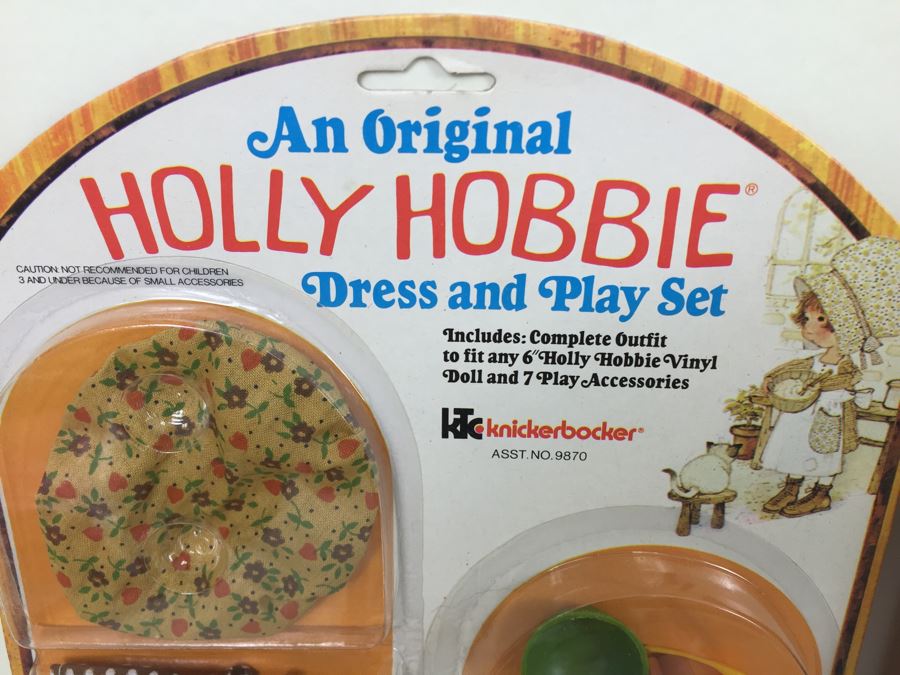 An Original
HOLLY HOBBIE®
CAUTION: NOT RECOMMENDED FOR CHILDREN
3 AND UNDER BECAUSE OF SMALL ACCESSORIES
Dress and Play Set
Includes: Complete Outfit
to fit any 6" Holly Hobbie Vinyl
Doll and 7 Play Accessories
KTC knickerbocker®
ASST. NO. 9870